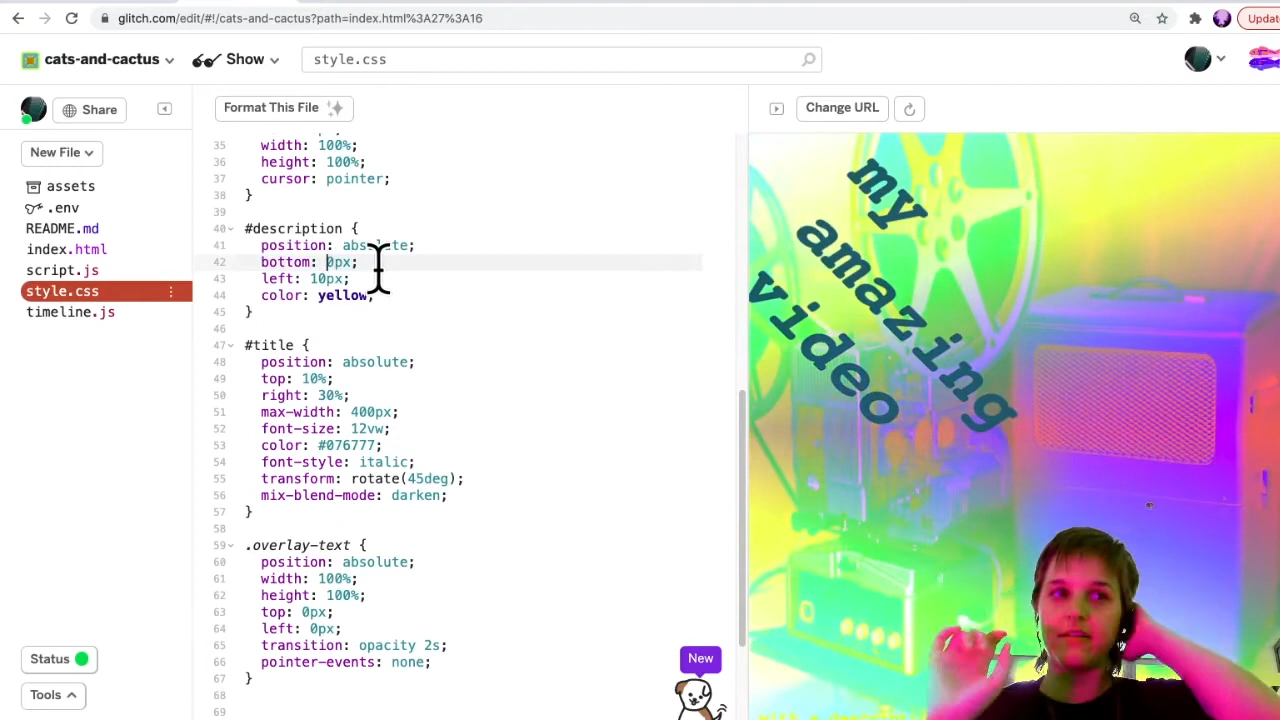 glitch.com/edit/#!/cats-and-cactus?path=index.html%3A27%3A16
cats-and-cactus
Show
style.css
Share
Format This File
Change URL
New File
assets
.env
README.md
index.html
script.js
style.css
timeline.js
35 width: 100%;
36 height: 100%;
37 cursor: pointer;
38 }
39
40 #description {
41 position: absolute;
42 bottom: 0px;
43 left: 10px;
44 color: yellow;
45 }
46
47 #title {
48 position: absolute;
49 top: 10%;
50 right: 30%;
51 max-width: 400px;
52 font-size: 12vw;
53 color: #076777;
54 font-style: italic;
55 transform: rotate(45deg);
56 mix-blend-mode: darken;
57 }
58
59 .overlay-text {
60 position: absolute;
61 width: 100%;
62 height: 100%;
63 top: 0px;
64 left: 0px;
65 transition: opacity 2s;
66 pointer-events: none;
67 }
68
69
my
amazing
video
Status
Tools
New